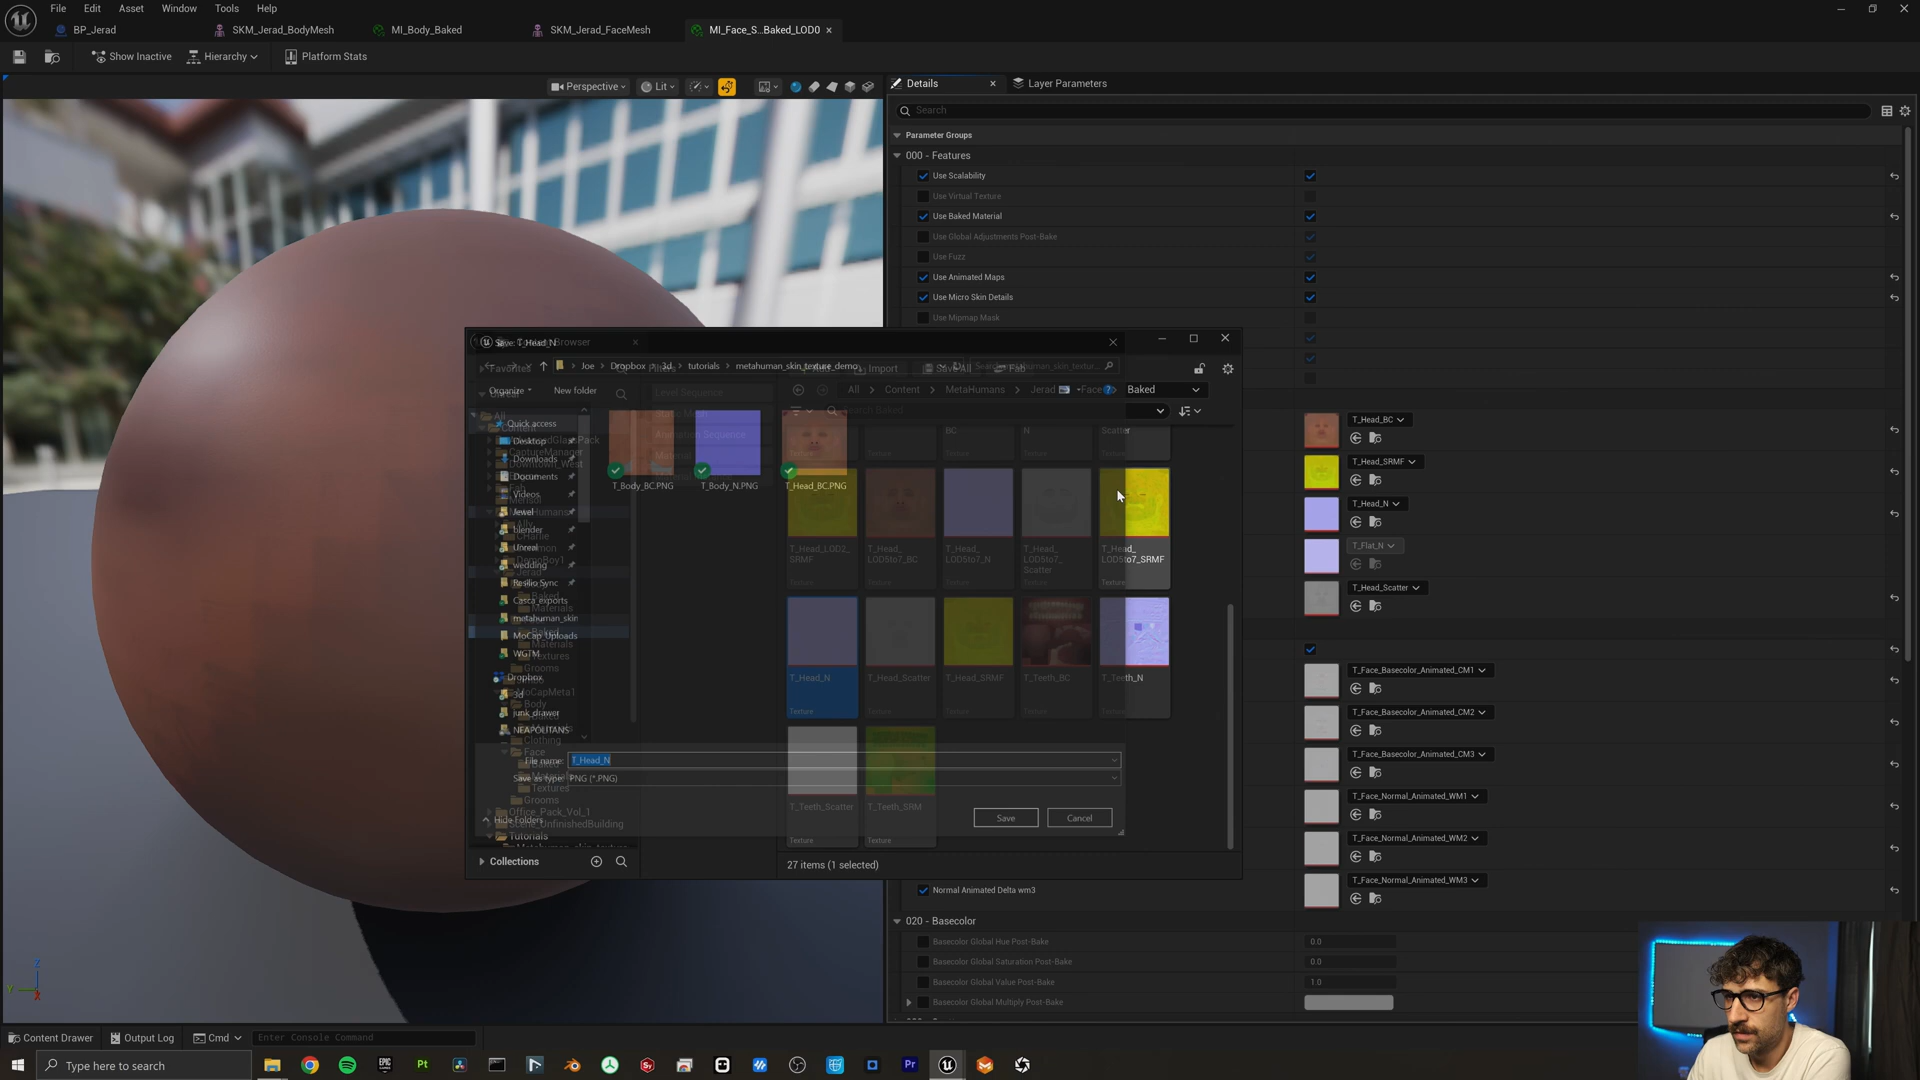 File Edit Asset Window Tools Help
BP_Jerad SKM_Jerad_BodyMesh MI_Body_Baked SKM_Jerad_FaceMesh MI_Face_S...Baked_LOD0
Show Inactive Hierarchy Platform Stats
Perspective Lit
Details Layer Parameters
Search
Parameter Groups
000 - Features
Use Scalability
Use Virtual Texture
Use Baked Material
Use Global Adjustments Post-Bake
Use Fuzz
Use Animated Maps
Use Micro Skin Details
Use Mipmap Mask
Save: T_Head_N
Joe Dropbox 3d tutorials metahuman_skin_texture_demo
Organize New folder
All Content MetaHumans Jerad Face Baked
Quick access
Desktop
Downloads
Videos
Jewel
blender
Unreal
wedding
Resilio Sync
Casca_exports
metahuman_skin
MoCap_Uploads
WGTM
Dropbox
3d
junk_drawer
NEAPOLITANS
T_Body_BC.PNG T_Body_N.PNG T_Head_BC.PNG
BC N Scatter
T_Head_LOD2_SRMF T_Head_LOD5to7_BC T_Head_LOD5to7_N T_Head_LOD5to7_Scatter T_Head_LOD5to7_SRMF
Texture
T_Head_N T_Head_Scatter T_Head_SRMF T_Teeth_BC T_Teeth_N
Texture
File name: T_Head_N
Save as type: PNG (*.PNG)
T_Teeth_Scatter T_Teeth_SRM
Texture Texture
Save Cancel
Hide Folders
Collections
27 items (1 selected)
T_Head_BC
T_Head_SRMF
T_Head_N
T_Flat_N
T_Head_Scatter
T_Face_Basecolor_Animated_CM1
T_Face_Basecolor_Animated_CM2
T_Face_Basecolor_Animated_CM3
T_Face_Normal_Animated_WM1
T_Face_Normal_Animated_WM2
T_Face_Normal_Animated_WM3
Normal Animated Delta wm3
020 - Basecolor
Basecolor Global Hue Post-Bake 0.0
Basecolor Global Saturation Post-Bake 0.0
Basecolor Global Value Post-Bake 1.0
Basecolor Global Multiply Post-Bake
Content Drawer Output Log Cmd Enter Console Command
Type here to search